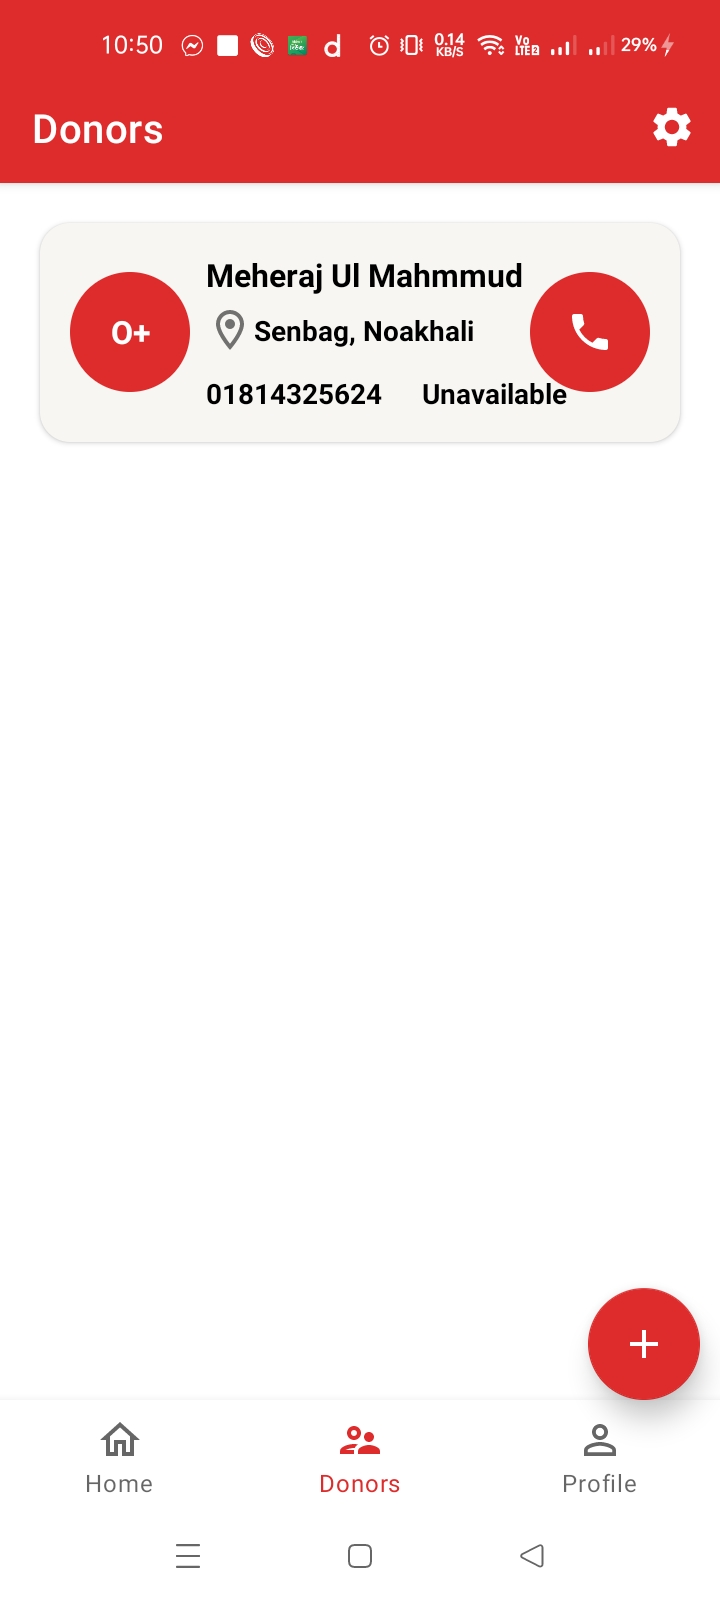 10:50 d 0.14 KB/S Vo LTE2 29%
Donors
O+
Meheraj Ul Mahmmud
Senbag, Noakhali
01814325624 Unavailable
Home Donors Profile